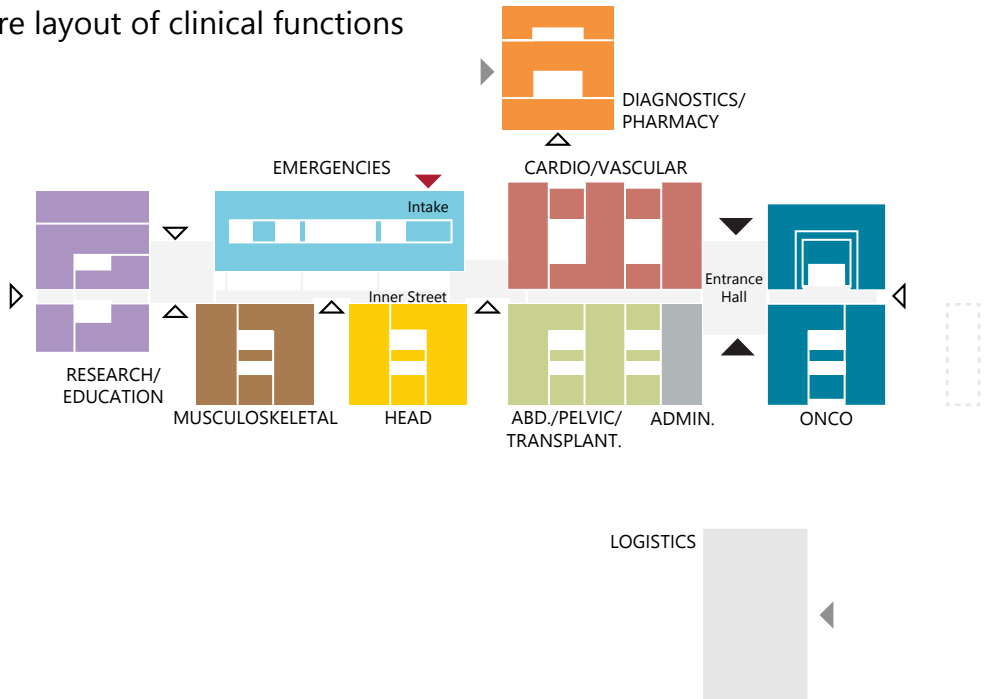 layout of clinical functions
DIAGNOSTICS/
PHARMACY
EMERGENCIES
CARDIO/VASCULAR
Intake
Entrance
Hall
Inner Street
RESEARCH/
EDUCATION
MUSCULOSKELETAL
HEAD
ABD./PELVIC/
TRANSPLANT.
ADMIN.
ONCO
LOGISTICS